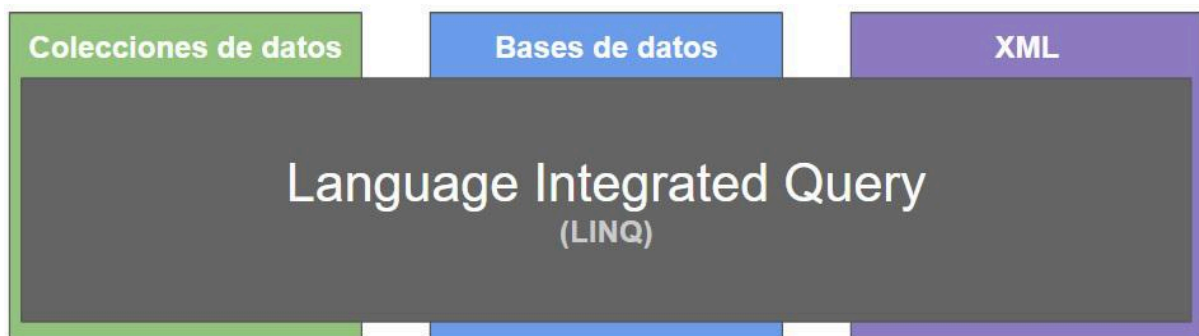 Colecciones de datos
Bases de datos
XML
Language Integrated Query
(LINQ)